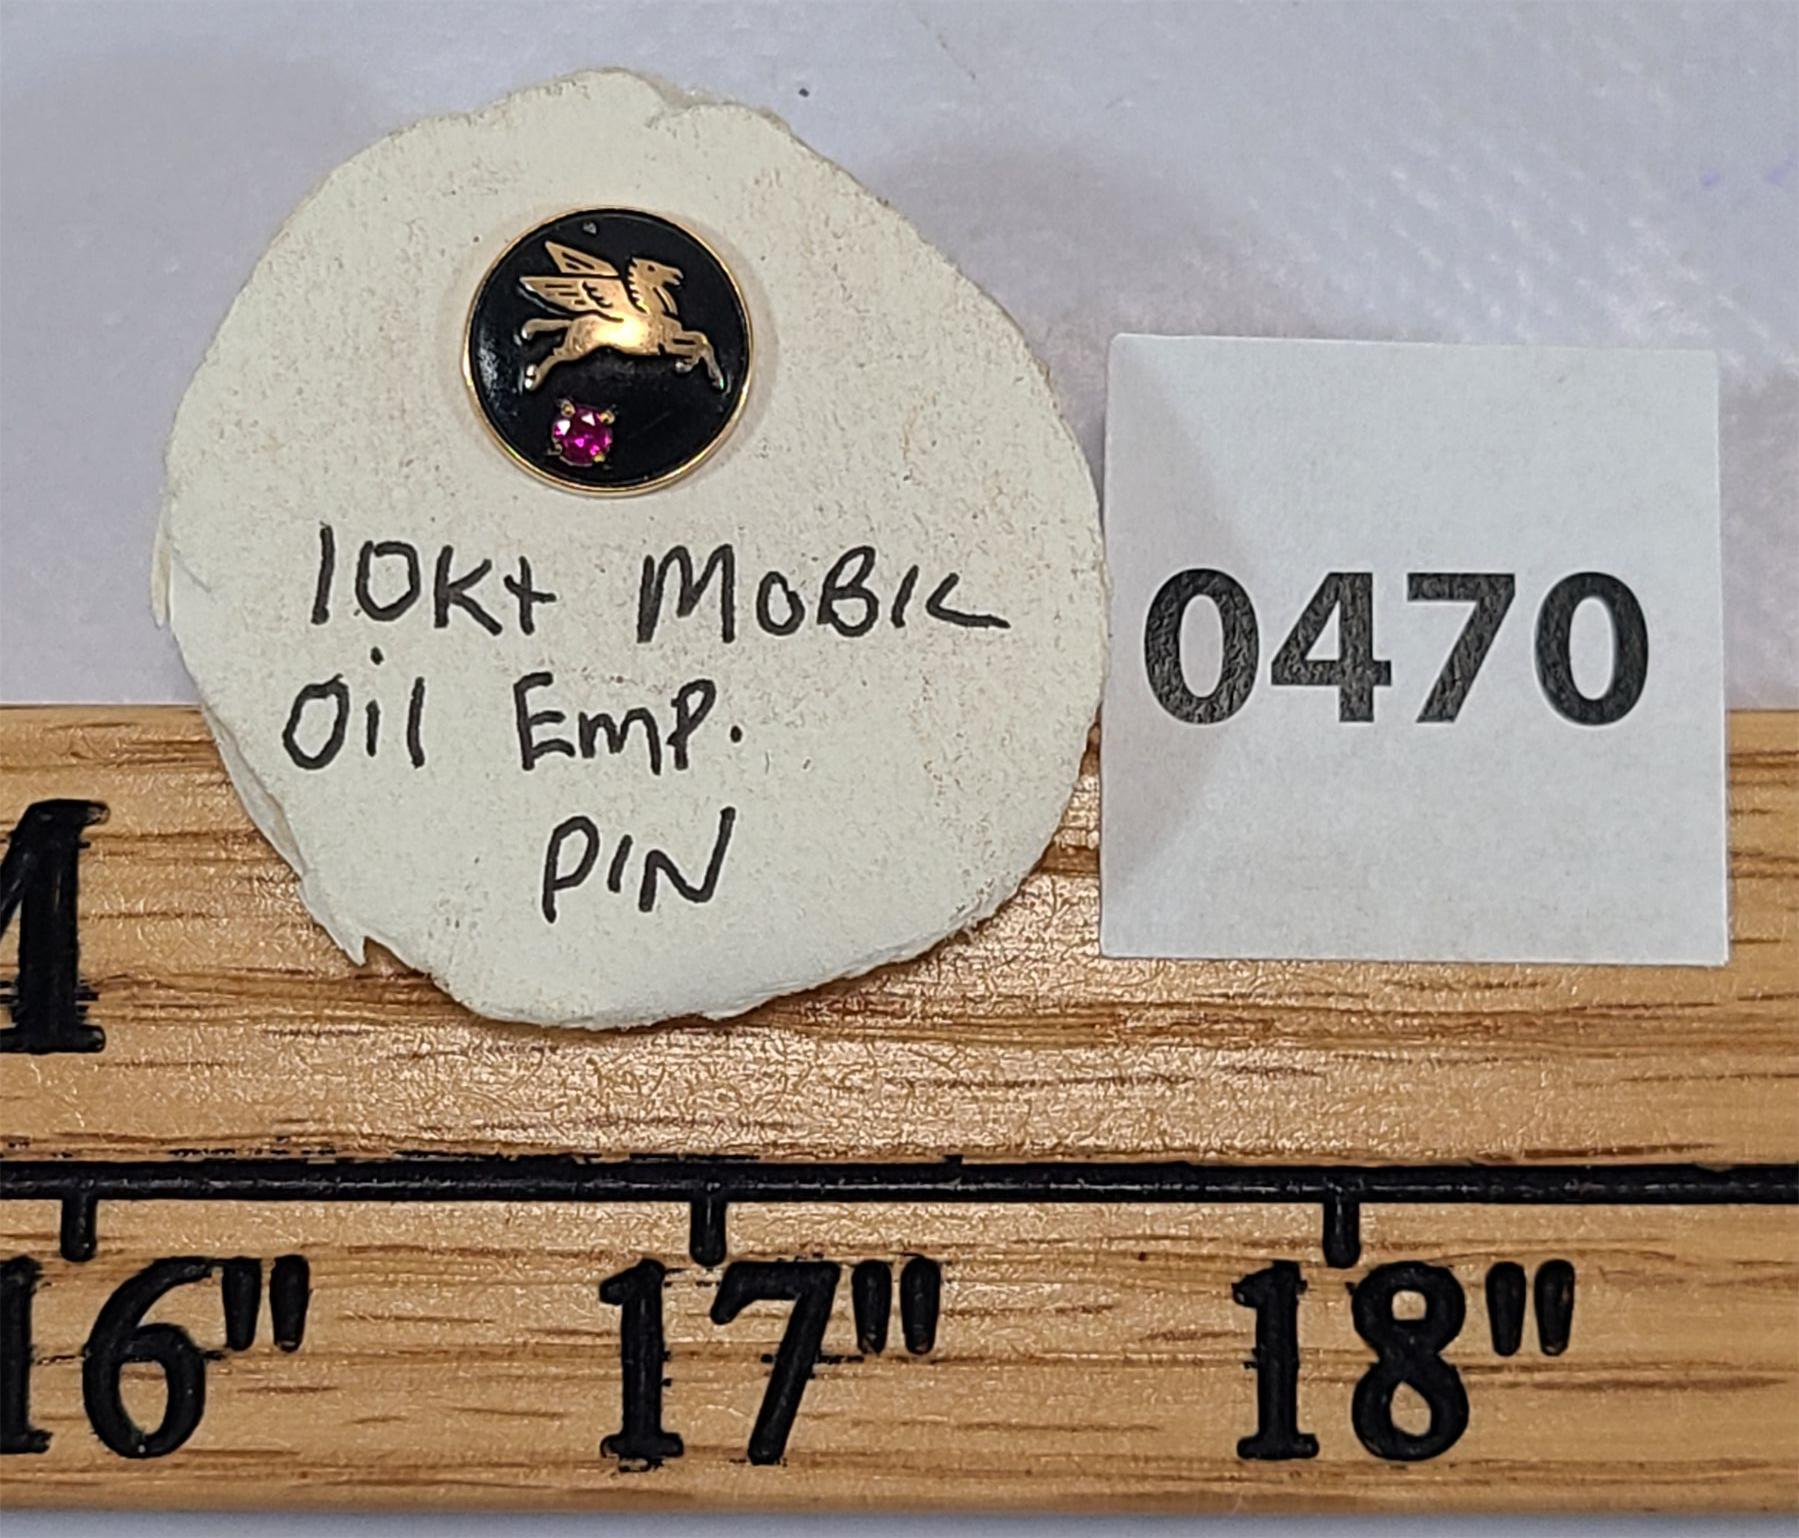 10Kt MOBIL
Oil Emp.
PIN
0470
16" 17" 18"